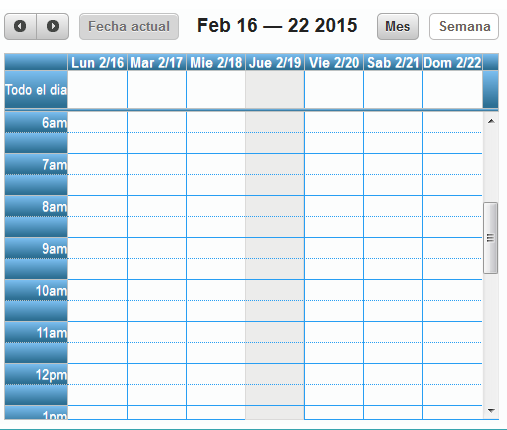 Fecha actual Feb 16 — 22 2015 Mes Semana
Lun 2/16 Mar 2/17 Mie 2/18 Jue 2/19 Vie 2/20 Sab 2/21 Dom 2/22
Todo el dia
6am
7am
8am
9am
10am
11am
12pm
1pm